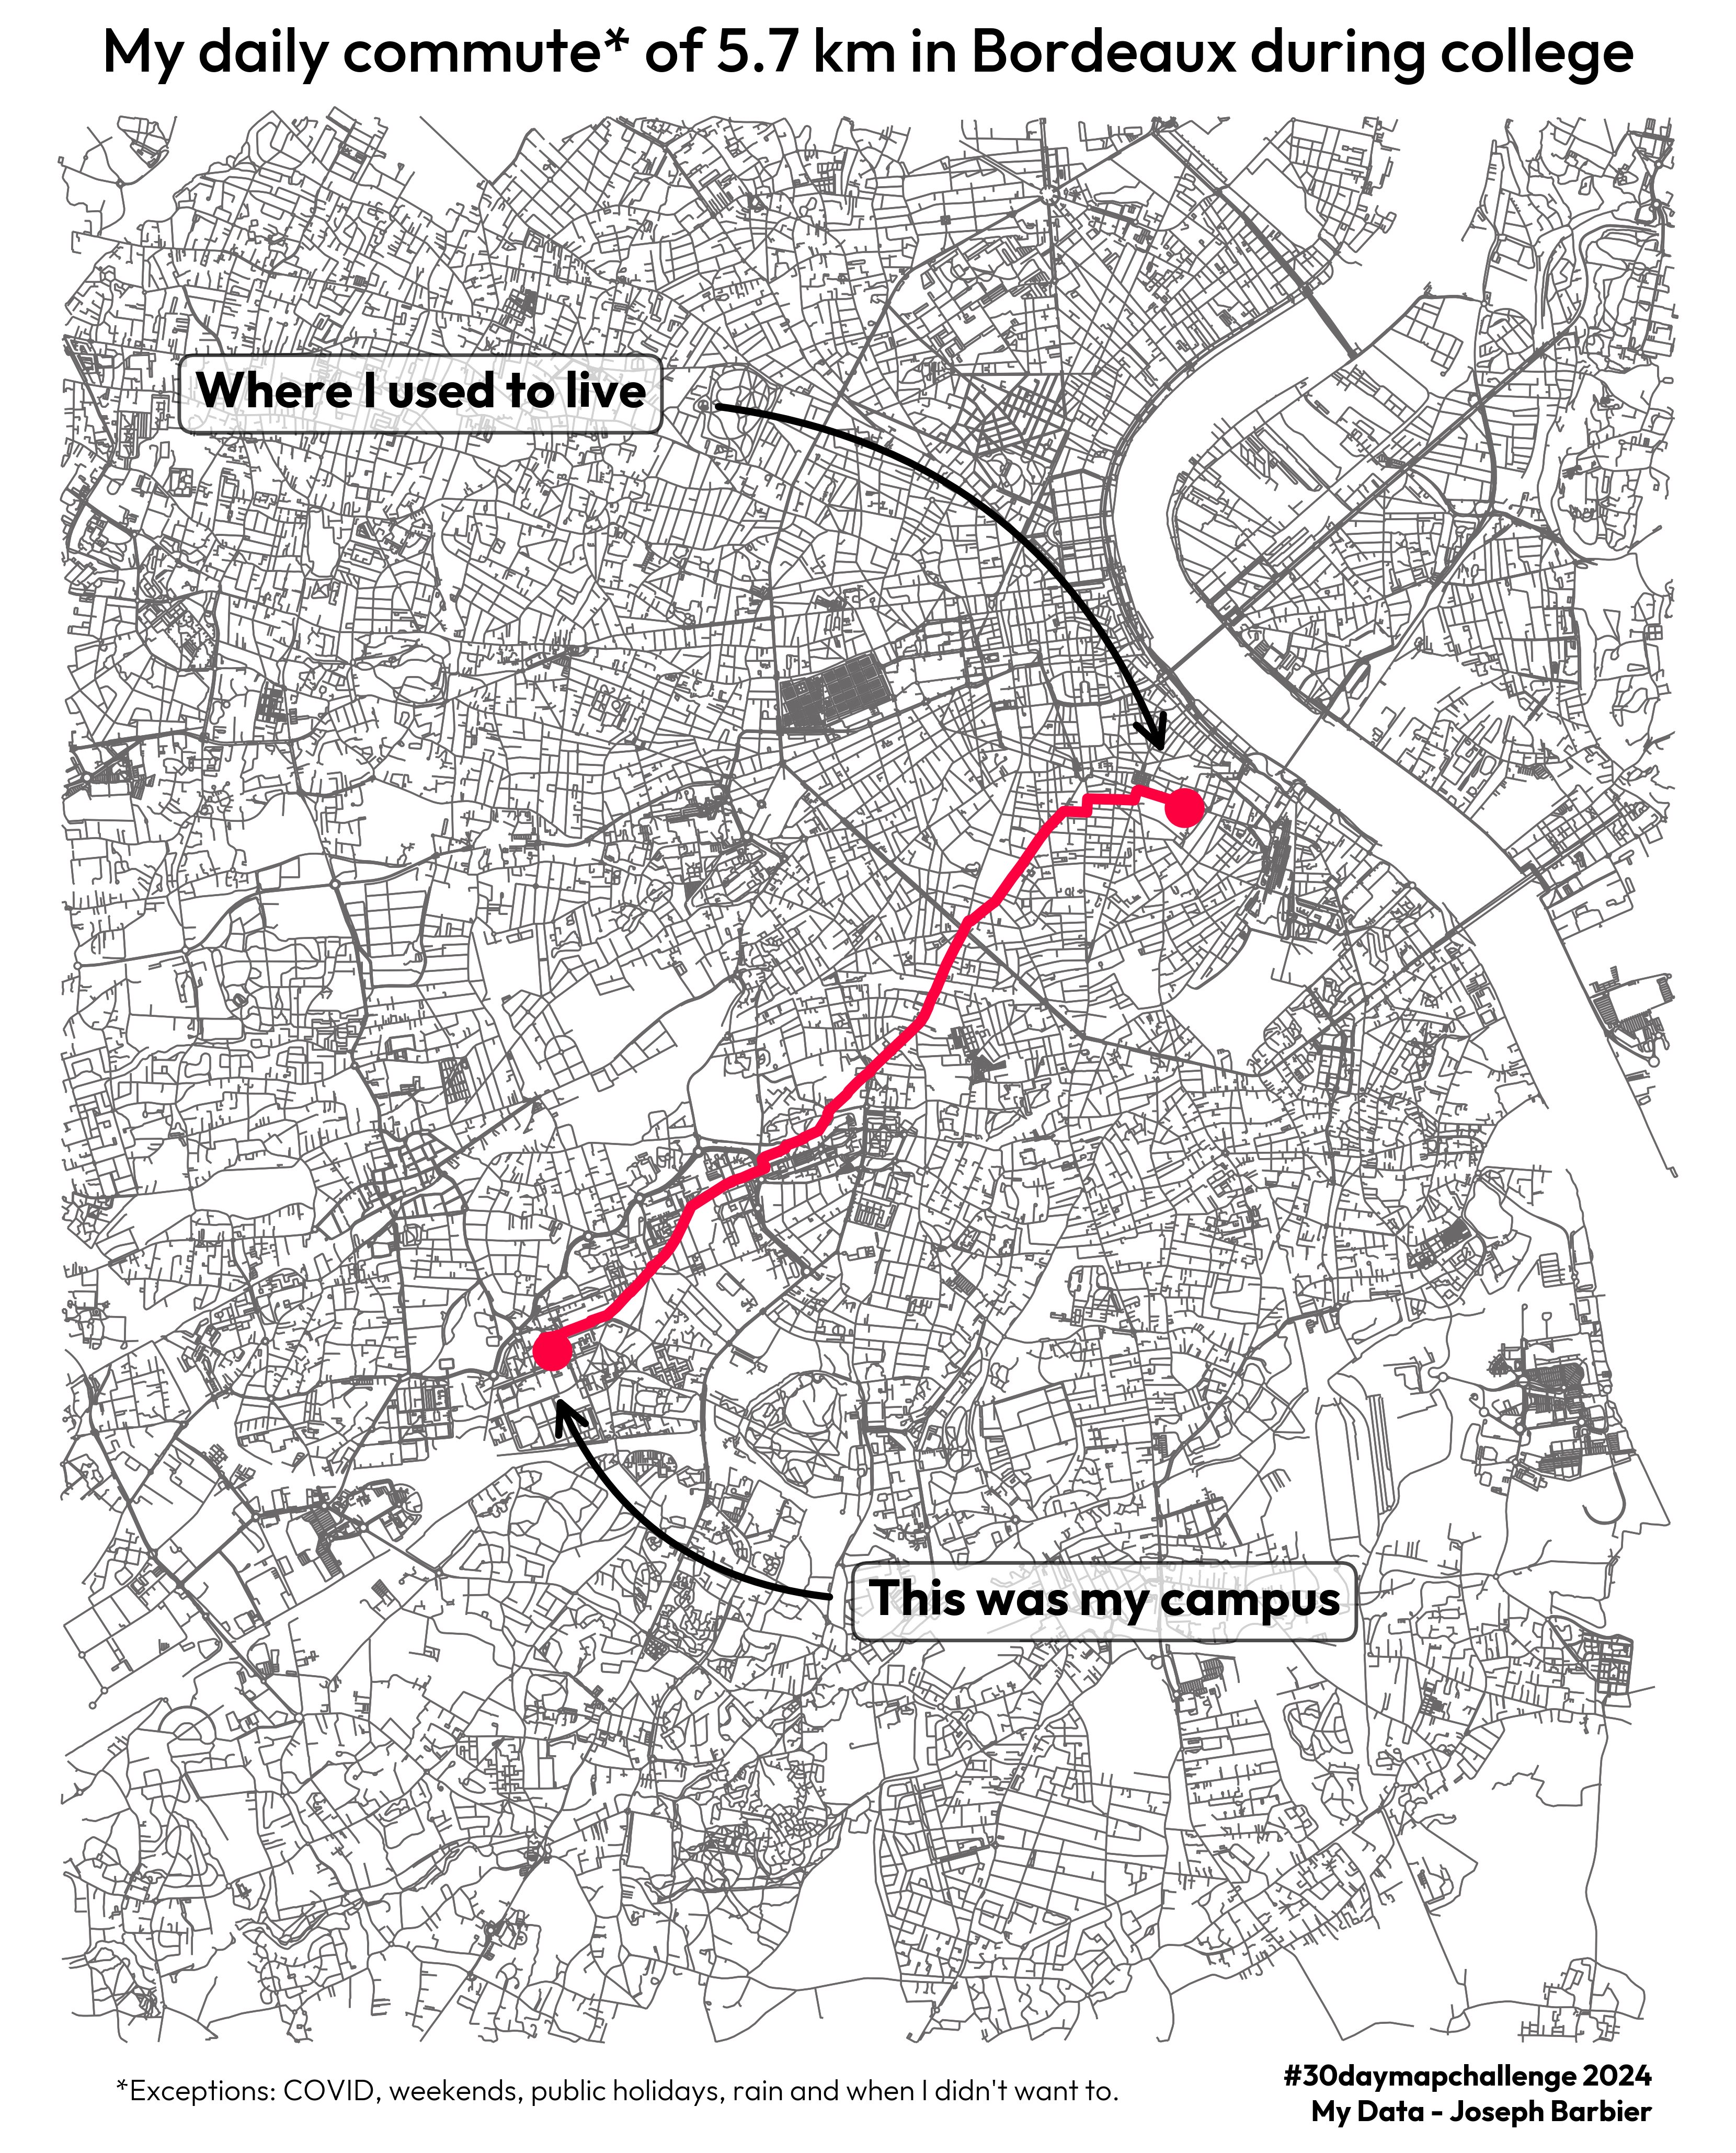 My daily commute* of 5.7 km in Bordeaux during college
Where I used to live
This was my campus
*Exceptions: COVID, weekends, public holidays, rain and when I didn't want to.
#30daymapchallenge 2024
My Data - Joseph Barbier